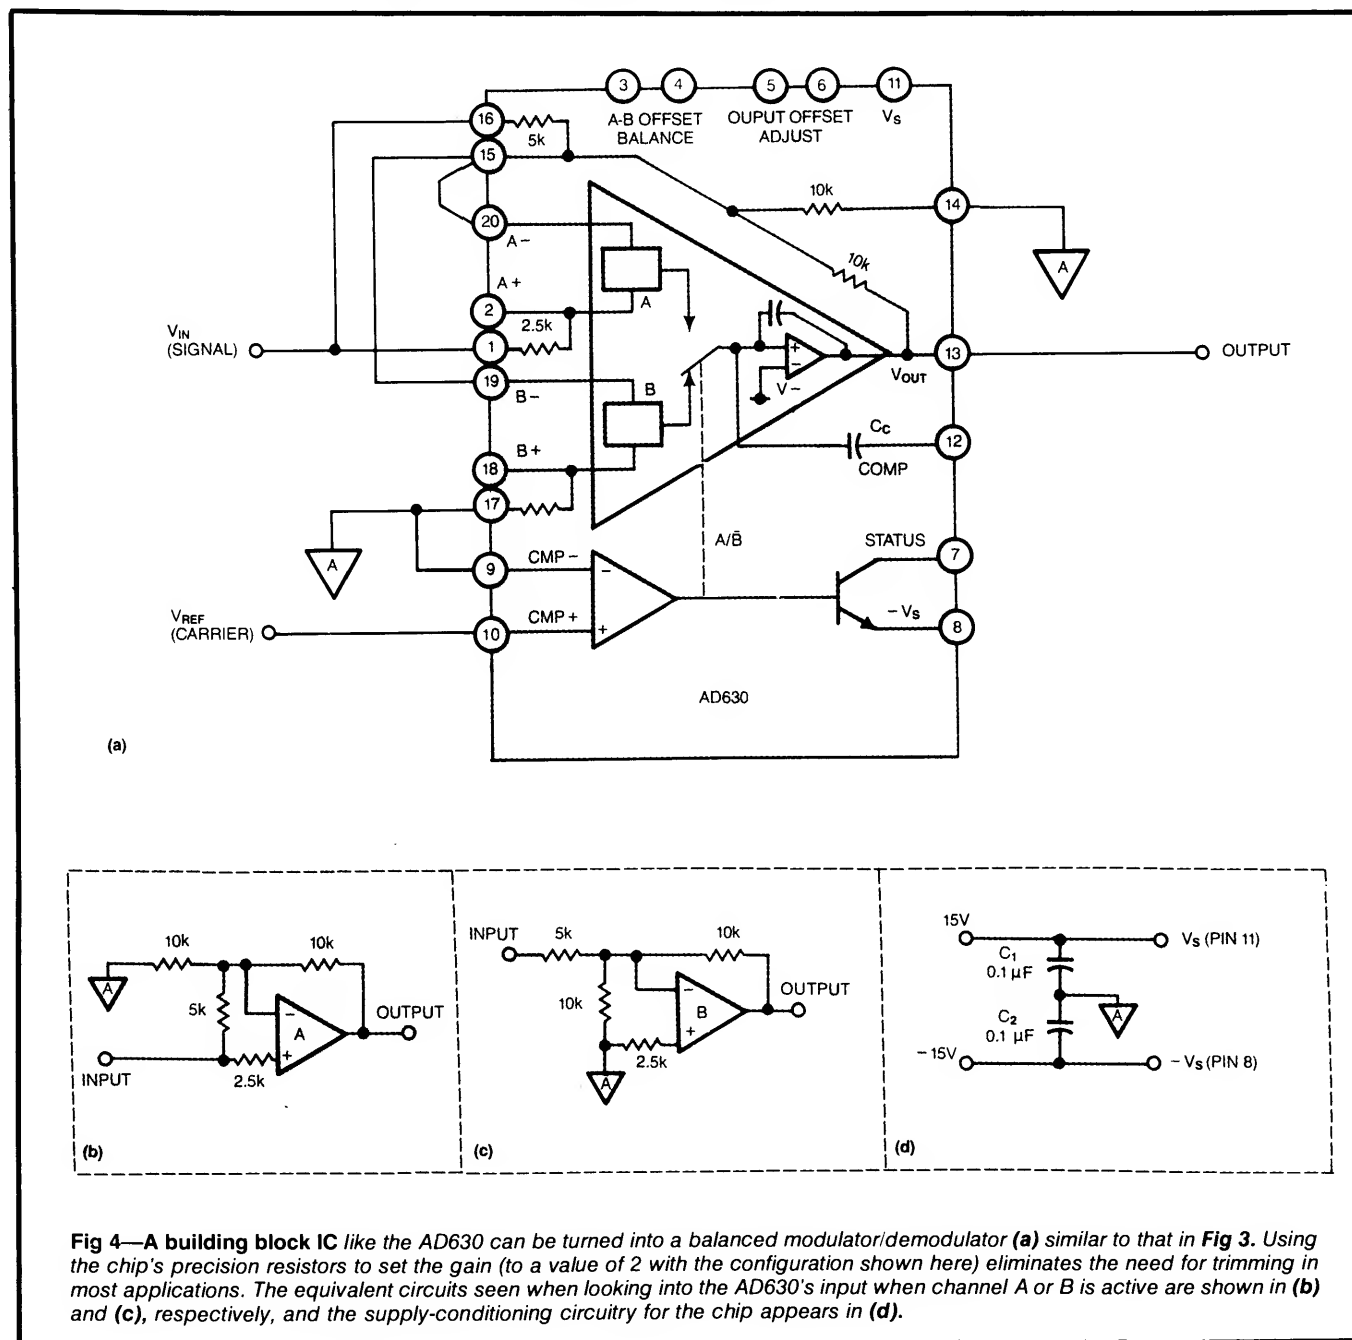 3 4 5 6 11
A-B OFFSET BALANCE
OUPUT OFFSET ADJUST
VS
16
5k
15
10k
14
20
A−
A
10k
A+
A
2
2.5k
1
VIN
(SIGNAL)
+
−
V−
VOUT
13
OUTPUT
19
B−
B
CC
12
COMP
B+
18
17
A
A/B̄
STATUS
7
9
CMP−
−
VREF
(CARRIER)
10
CMP+
+
−VS
8
AD630
(a)
10k
10k
A
5k
−
A
+
OUTPUT
INPUT
2.5k
(b)
INPUT
5k
10k
10k
−
B
+
OUTPUT
2.5k
A
(c)
15V
VS (PIN 11)
C1
0.1 µF
A
C2
0.1 µF
−15V
−VS (PIN 8)
(d)
Fig 4—A building block IC like the AD630 can be turned into a balanced modulator/demodulator (a) similar to that in Fig 3. Using
the chip's precision resistors to set the gain (to a value of 2 with the configuration shown here) eliminates the need for trimming in
most applications. The equivalent circuits seen when looking into the AD630's input when channel A or B is active are shown in (b)
and (c), respectively, and the supply-conditioning circuitry for the chip appears in (d).